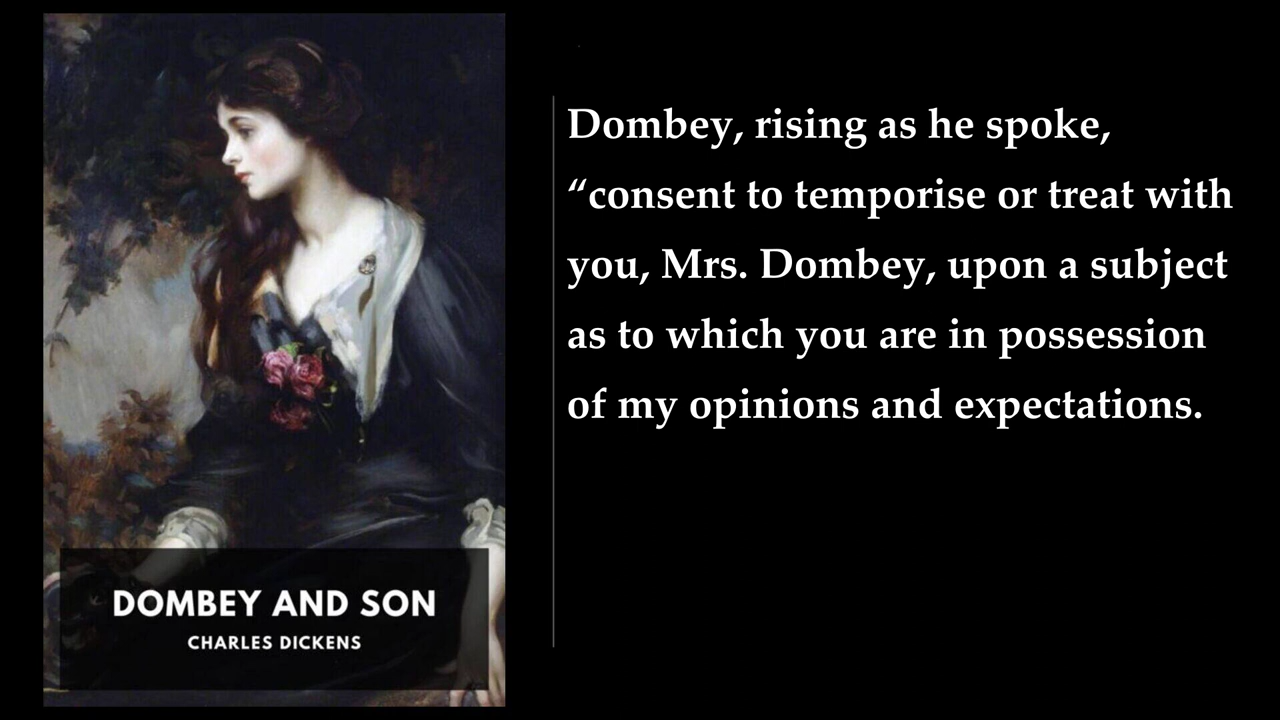 Dombey, rising as he spoke,
“consent to temporise or treat with
you, Mrs. Dombey, upon a subject
as to which you are in possession
of my opinions and expectations.
DOMBEY AND SON
CHARLES DICKENS